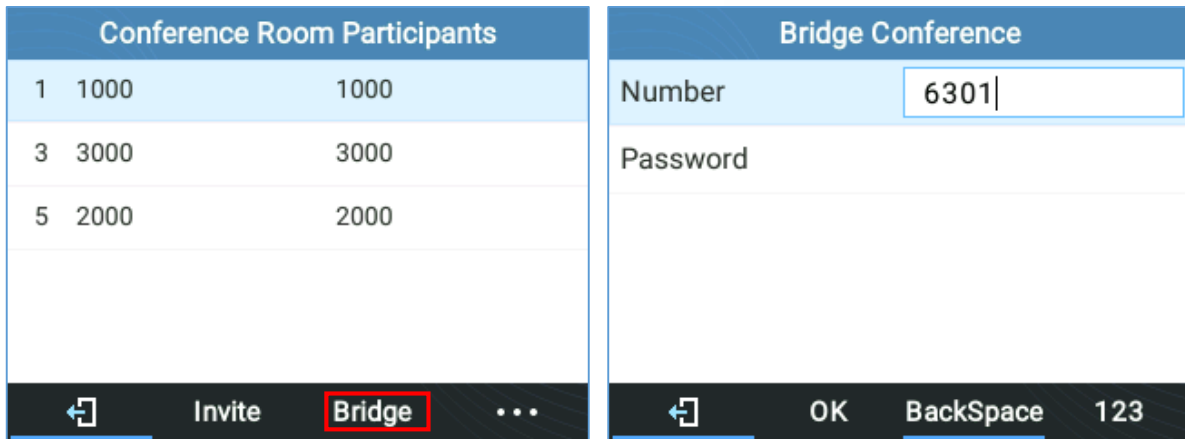 Conference Room Participants
1 1000 1000
3 3000 3000
5 2000 2000
Invite Bridge ...
Bridge Conference
Number 6301
Password
OK BackSpace 123